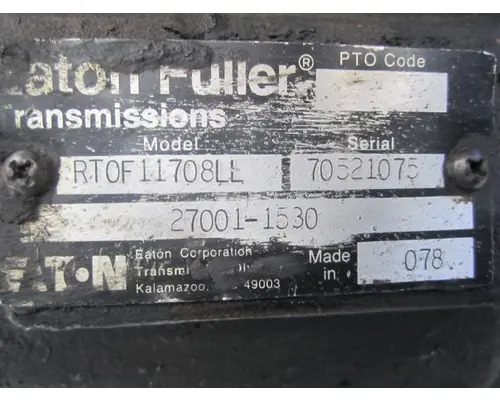 Eaton Fuller®
Transmissions
PTO Code
Model
Serial
RTOF11708LL
70521075
27001-1530
EATON
Eaton Corporation
Kalamazoo, 49003
Made in.
078